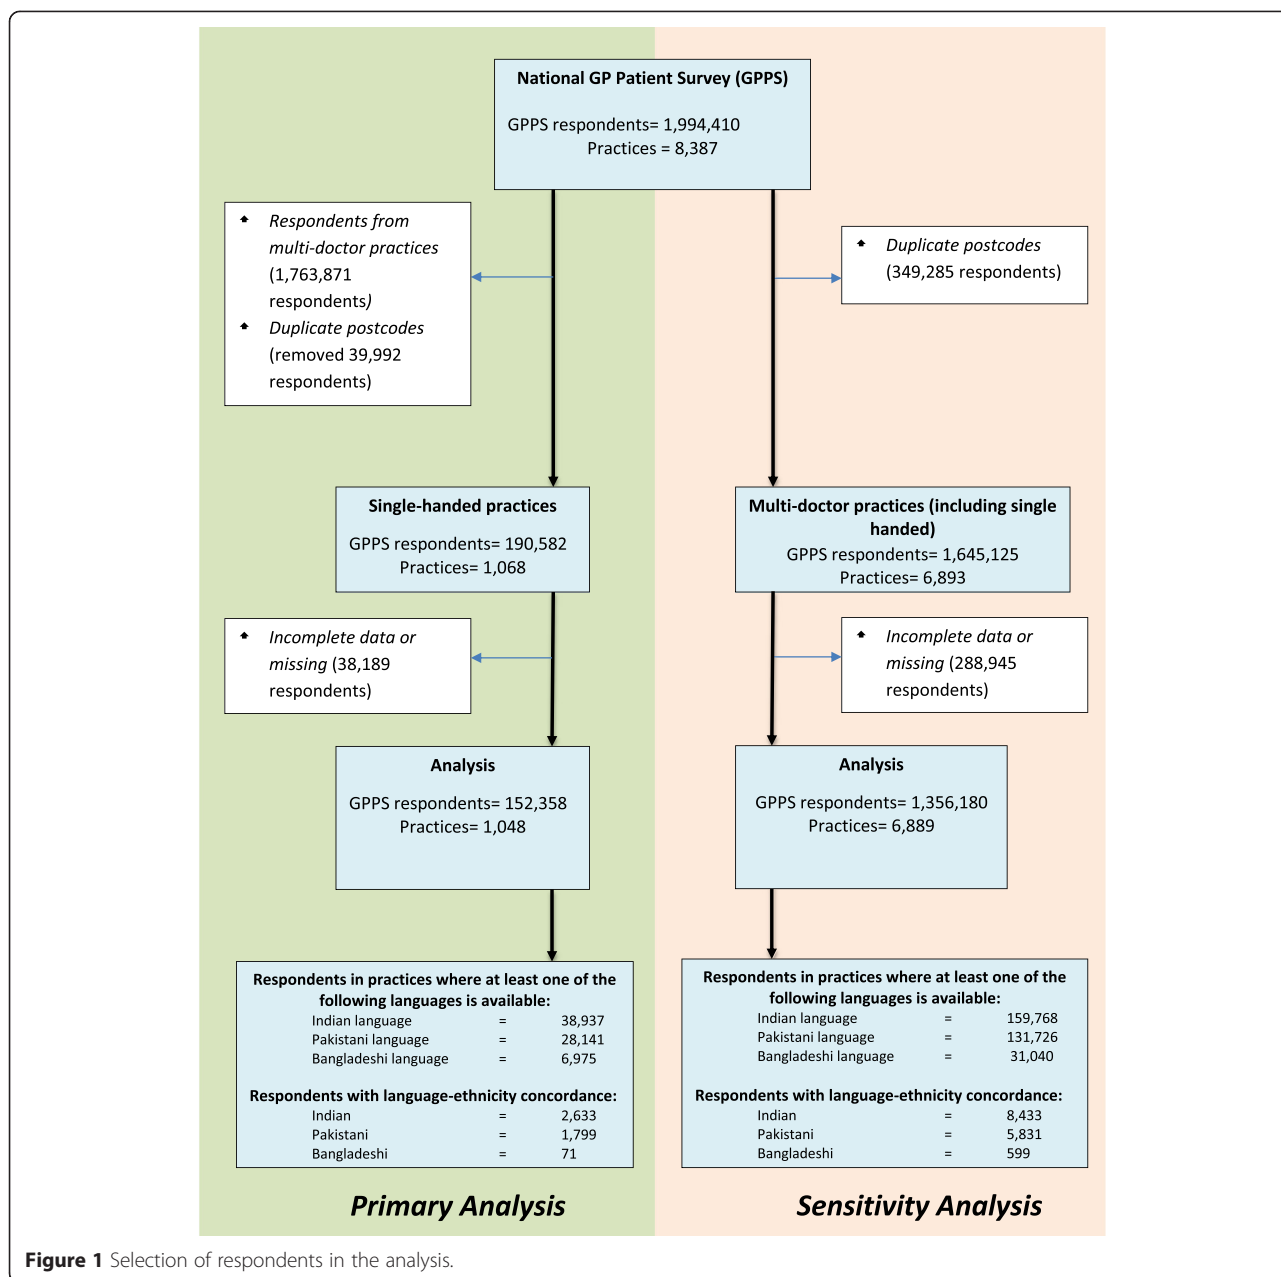 National GP Patient Survey (GPPS)
GPPS respondents= 1,994,410
Practices = 8,387
Respondents from
multi-doctor practices
(1,763,871
respondents)
Duplicate postcodes
(removed 39,992
respondents)
Duplicate postcodes
(349,285 respondents)
Single-handed practices
GPPS respondents= 190,582
Practices= 1,068
Multi-doctor practices (including single
handed)
GPPS respondents= 1,645,125
Practices= 6,893
Incomplete data or
missing (38,189
respondents)
Incomplete data or
missing (288,945
respondents)
Analysis
GPPS respondents= 152,358
Practices= 1,048
Analysis
GPPS respondents= 1,356,180
Practices= 6,889
Respondents in practices where at least one of the
following languages is available:
Indian language = 38,937
Pakistani language = 28,141
Bangladeshi language = 6,975
Respondents with language-ethnicity concordance:
Indian = 2,633
Pakistani = 1,799
Bangladeshi = 71
Respondents in practices where at least one of the
following languages is available:
Indian language = 159,768
Pakistani language = 131,726
Bangladeshi language = 31,040
Respondents with language-ethnicity concordance:
Indian = 8,433
Pakistani = 5,831
Bangladeshi = 599
Primary Analysis
Sensitivity Analysis
Figure 1 Selection of respondents in the analysis.